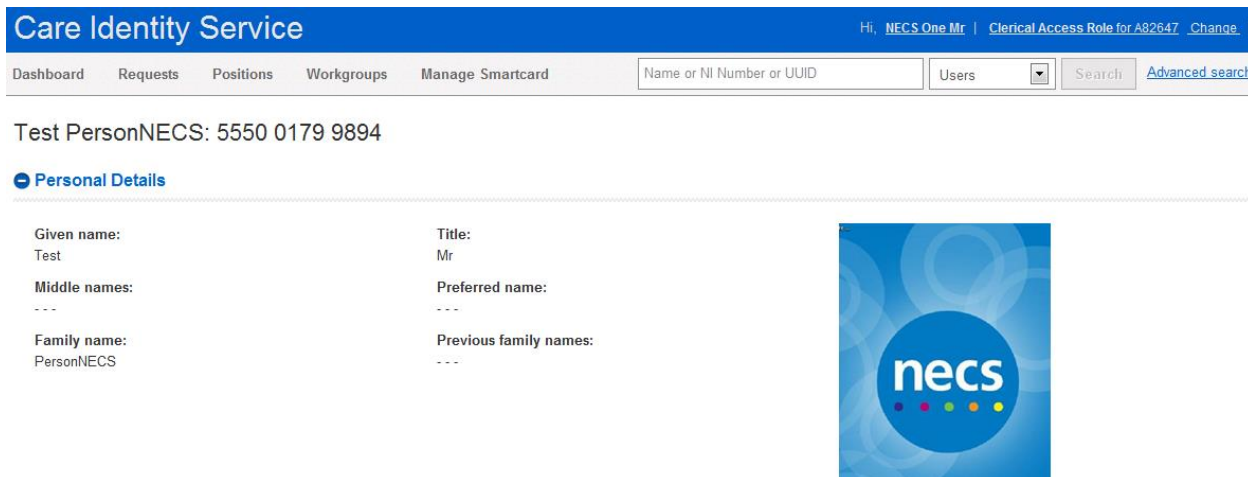 Care Identity Service
Hi, NECS One Mr | Clerical Access Role for A82647 Change
Dashboard Requests Positions Workgroups Manage Smartcard Name or NI Number or UUID Users Search Advanced search
Test PersonNECS: 5550 0179 9894
Personal Details
Given name: Title:
Test Mr
Middle names: Preferred name:
- - - - - -
Family name: Previous family names:
PersonNECS - - -
necs